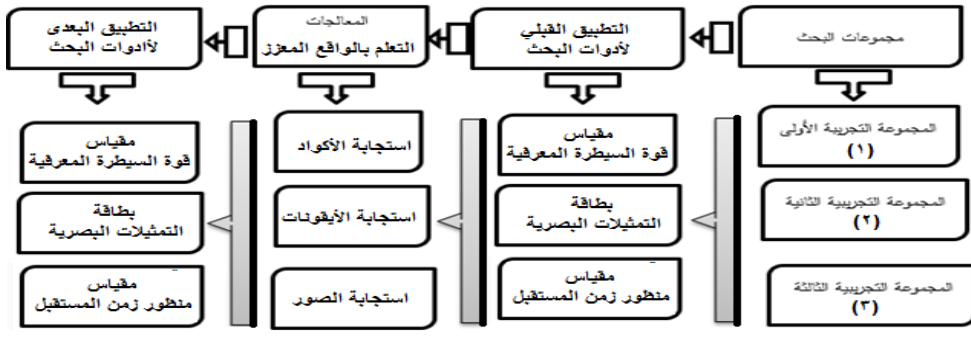 مجموعات البحث
التطبيق القبلي
لأدوات البحث
المعالجات
التعلم بالواقع المعزز
التطبيق البعدى
لأدوات البحث
المجموعة التجريبية الأولى
(١)
المجموعة التجريبية الثانية
(٢)
المجموعة التجريبية الثالثة
(٣)
مقياس
قوة السيطرة المعرفية
بطاقة
التمثيلات البصرية
مقياس
منظور زمن المستقبل
استجابة الأكواد
استجابة الأيقونات
استجابة الصور
مقياس
قوة السيطرة المعرفية
بطاقة
التمثيلات البصرية
مقياس
منظور زمن المستقبل